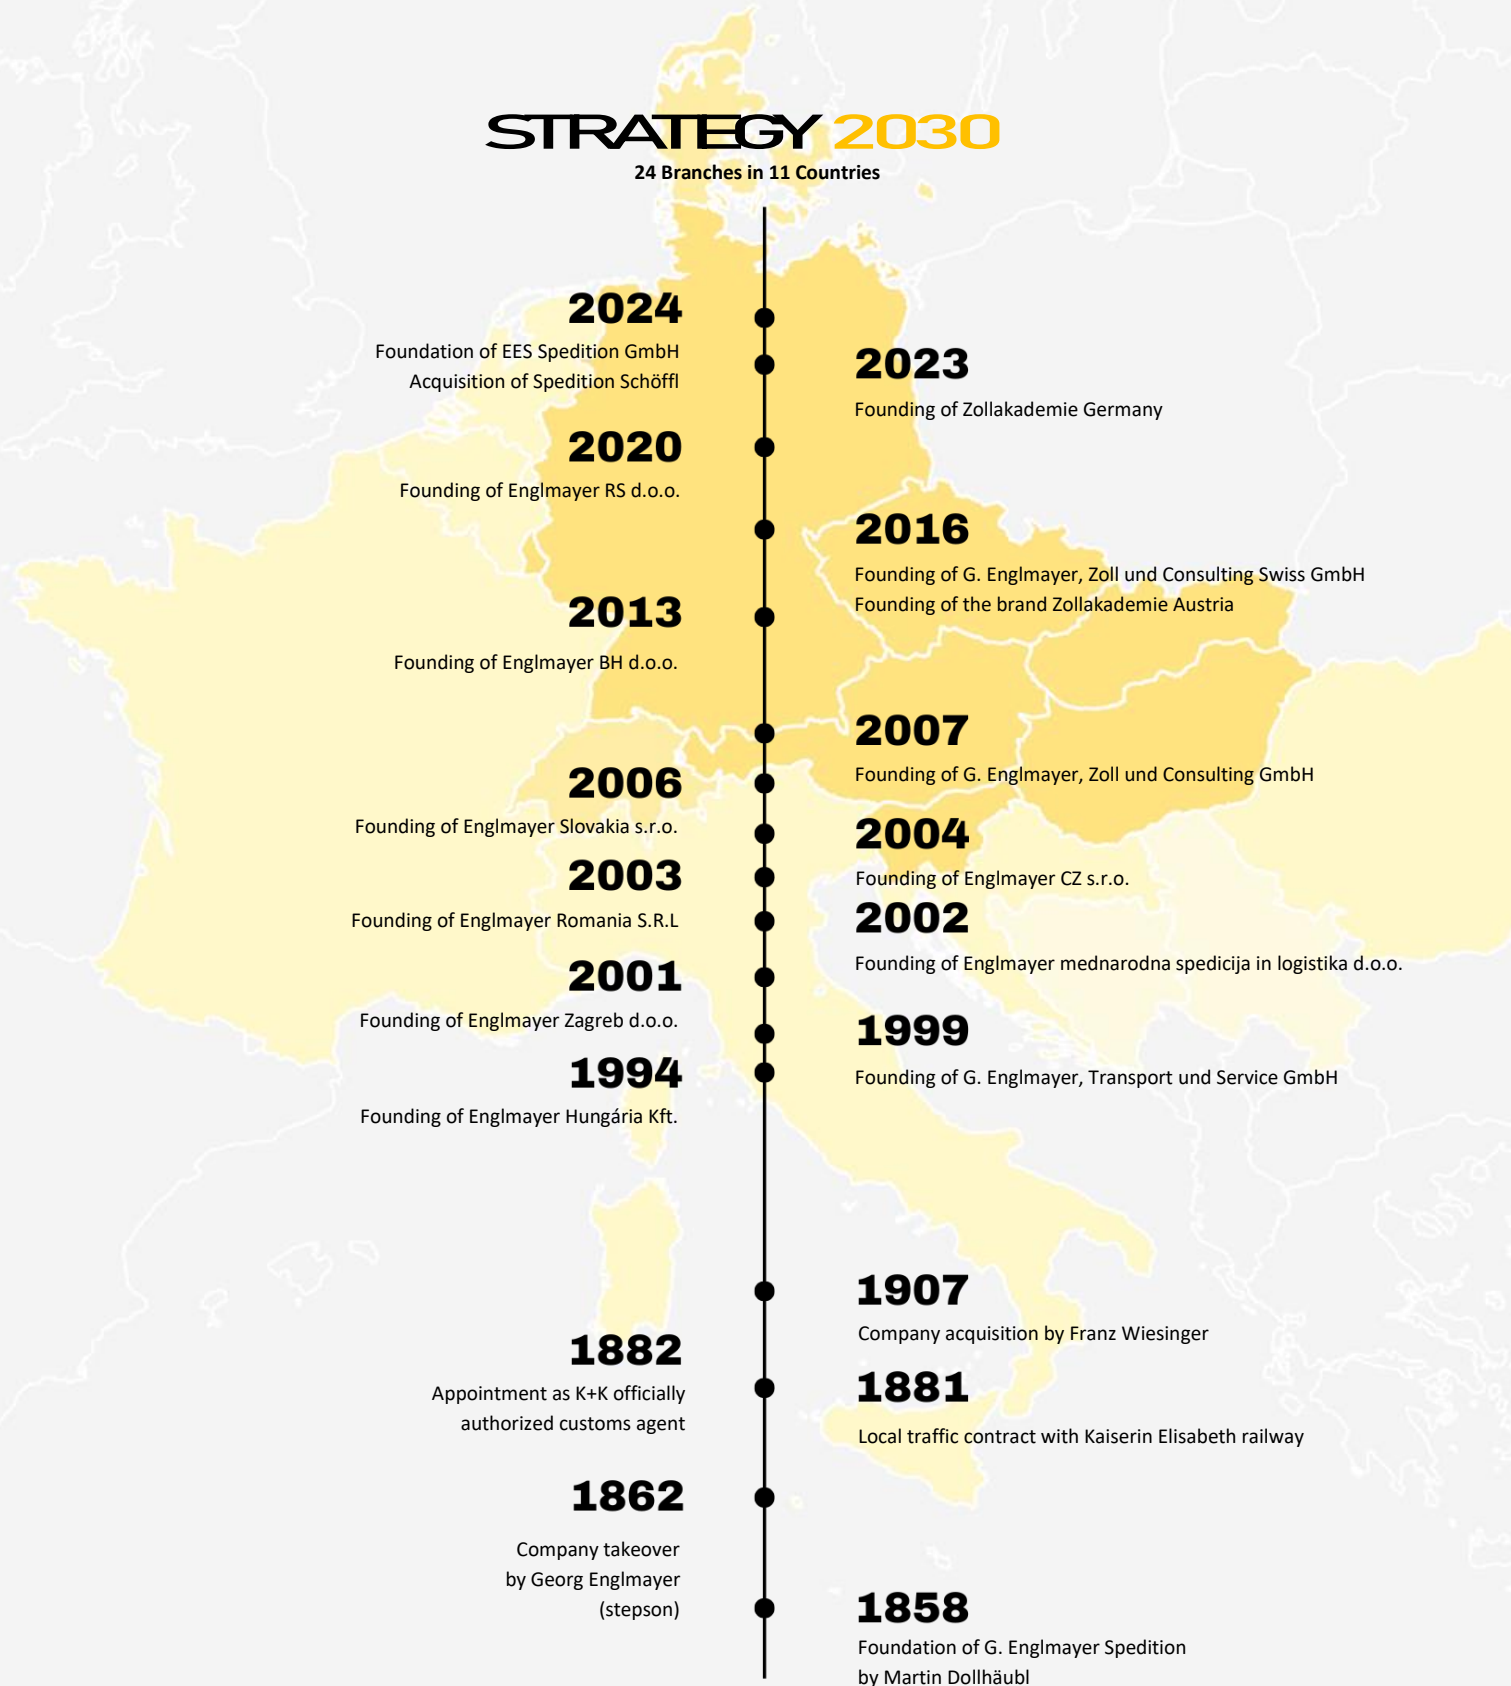 STRATEGY 2030
24 Branches in 11 Countries
2024
Foundation of EES Spedition GmbH
Acquisition of Spedition Schöffl
2023
Founding of Zollakademie Germany
2020
Founding of Englmayer RS d.o.o.
2016
Founding of G. Englmayer, Zoll und Consulting Swiss GmbH
Founding of the brand Zollakademie Austria
2013
Founding of Englmayer BH d.o.o.
2007
Founding of G. Englmayer, Zoll und Consulting GmbH
2006
Founding of Englmayer Slovakia s.r.o.
2004
Founding of Englmayer CZ s.r.o.
2003
Founding of Englmayer Romania S.R.L
2002
Founding of Englmayer mednarodna spedicija in logistika d.o.o.
2001
Founding of Englmayer Zagreb d.o.o.
1999
Founding of G. Englmayer, Transport und Service GmbH
1994
Founding of Englmayer Hungária Kft.
1907
Company acquisition by Franz Wiesinger
1882
Appointment as K+K officially
authorized customs agent
1881
Local traffic contract with Kaiserin Elisabeth railway
1862
Company takeover
by Georg Englmayer
(stepson)
1858
Foundation of G. Englmayer Spedition
by Martin Dollhäubl